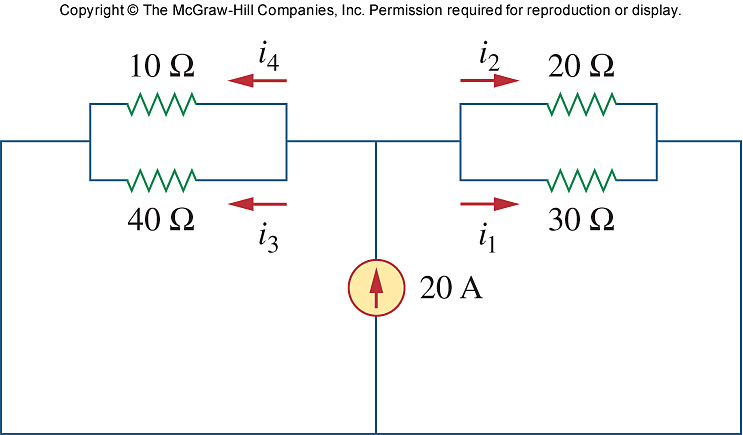 Copyright © The McGraw-Hill Companies, Inc. Permission required for reproduction or display.
10 Ω i4 i2 20 Ω
40 Ω i3 i1 30 Ω
20 A